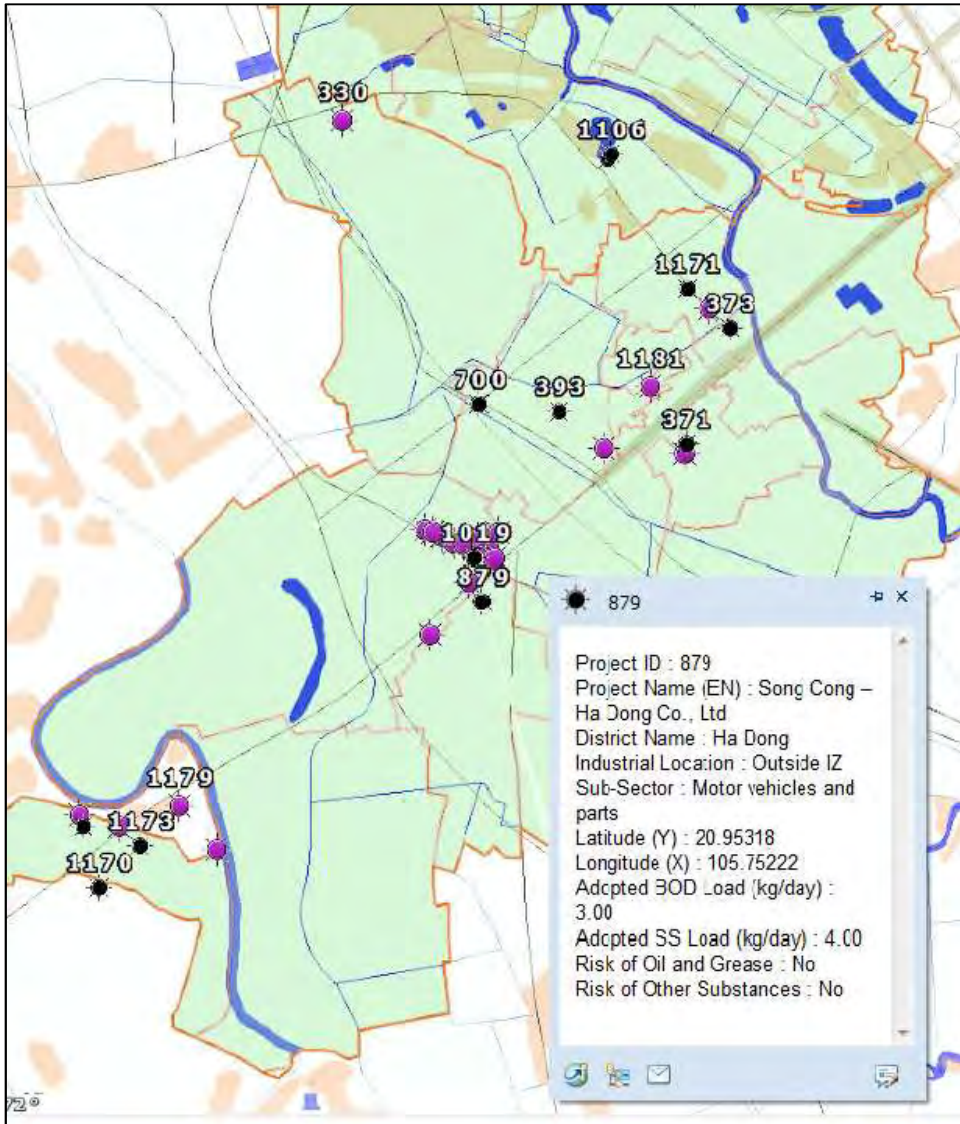 330
1106
1171
373
1181
700
393
371
1019
879
1179
1173
1170
879
Project ID : 879
Project Name (EN) : Song Cong –
Ha Dong Co., Ltd
District Name : Ha Dong
Industrial Location : Outside IZ
Sub-Sector : Motor vehicles and
parts
Latitude (Y) : 20.95318
Longitude (X) : 105.75222
Adopted BOD Load (kg/day) :
3.00
Adopted SS Load (kg/day) : 4.00
Risk of Oil and Grease : No
Risk of Other Substances : No
72°